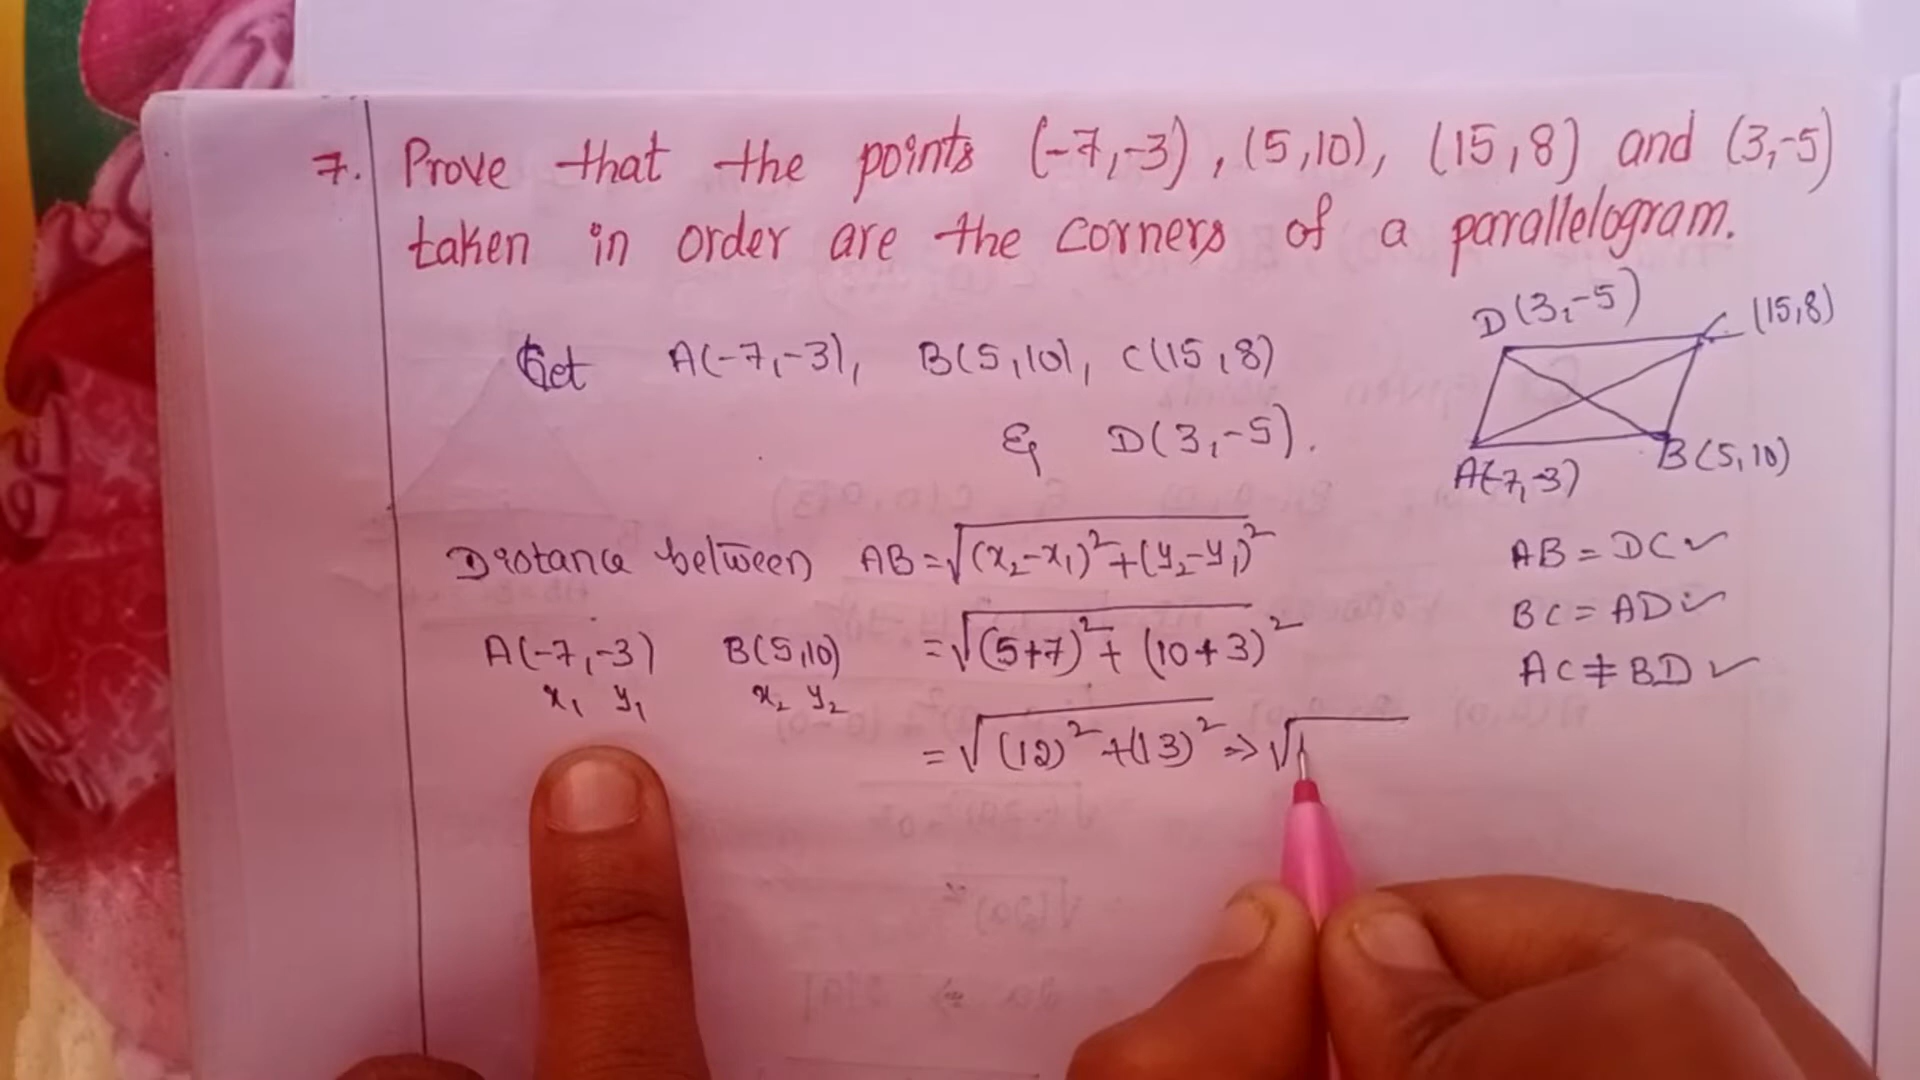 7. Prove that the points (-7,-3), (5,10), (15,8) and (3,-5)
taken in order are the corners of a parallelogram.
D(3,-5)
(15,8)
A(-7,-3)
B(5,10)
Let A(-7,-3), B(5,10), C(15,8)
& D(3,-5).
Distance between AB = √(x₂-x₁)²+(y₂-y₁)²
A(-7,-3) B(5,10) = √(5+7)² + (10+3)²
x₁ y₁ x₂ y₂
= √(12)² + (13)² => √
AB = DC ✓
BC = AD ✓
AC ≠ BD ✓